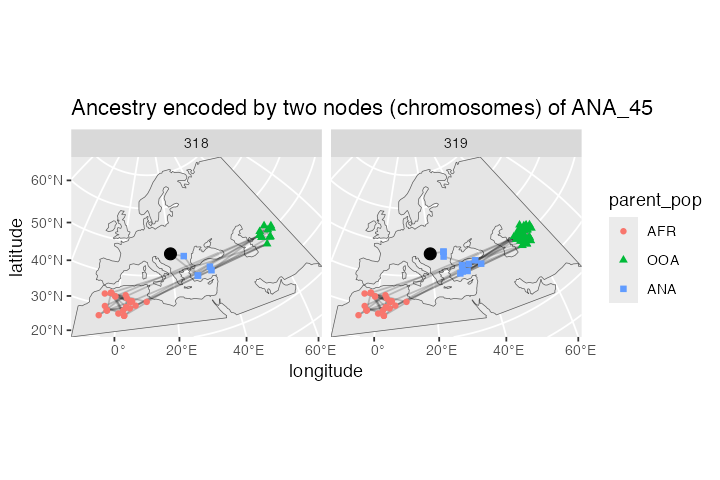 Ancestry encoded by two nodes (chromosomes) of ANA_45
318
319
60°N
50°N
40°N
30°N
20°N
latitude
0°
20°E
40°E
60°E
0°
20°E
40°E
60°E
longitude
parent_pop
AFR
OOA
ANA